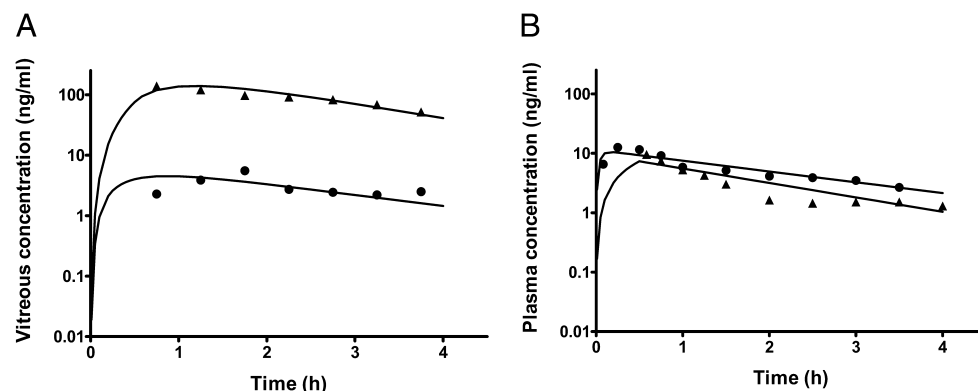 A
Vitreous concentration (ng/ml)
100
10
1
0.1
0.01
0 1 2 3 4
Time (h)
B
Plasma concentration (ng/ml)
100
10
1
0.1
0.01
0 1 2 3 4
Time (h)